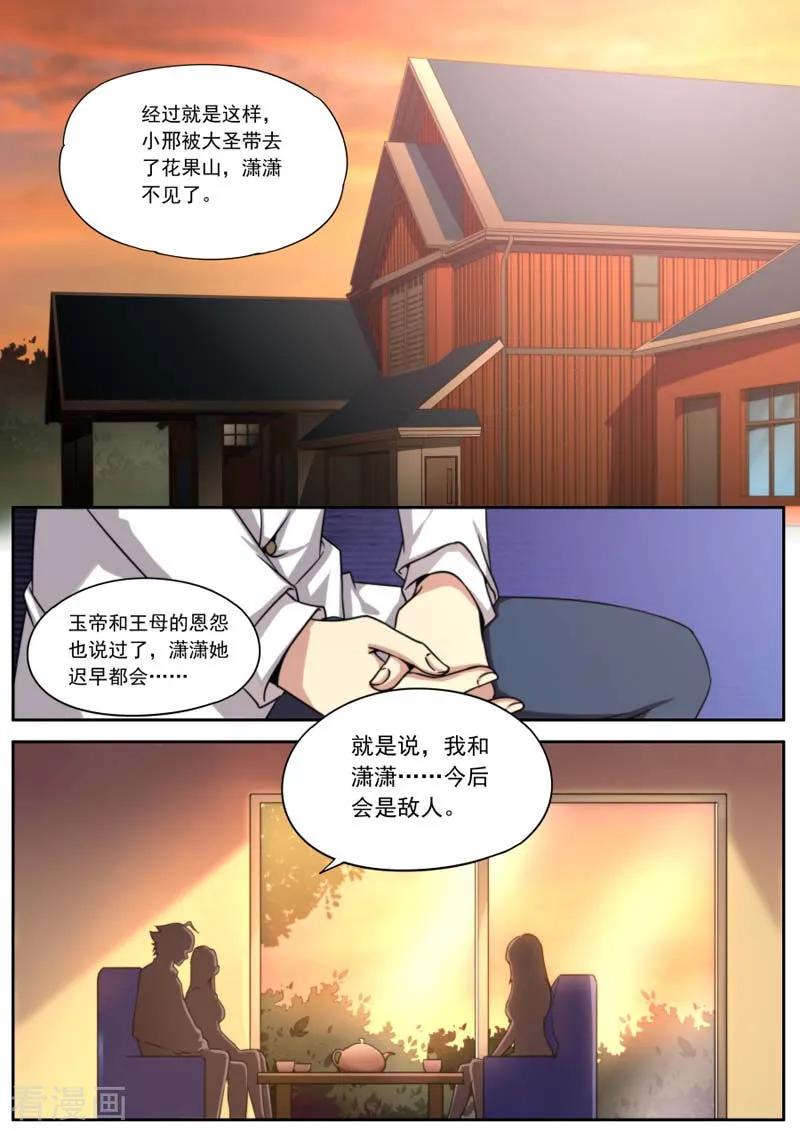 经过就是这样，
小邢被大圣带去
了花果山，潇潇
不见了。
玉帝和王母的恩怨
也说过了，潇潇她
迟早都会……
就是说，我和
潇潇……今后
会是敌人。
看漫画